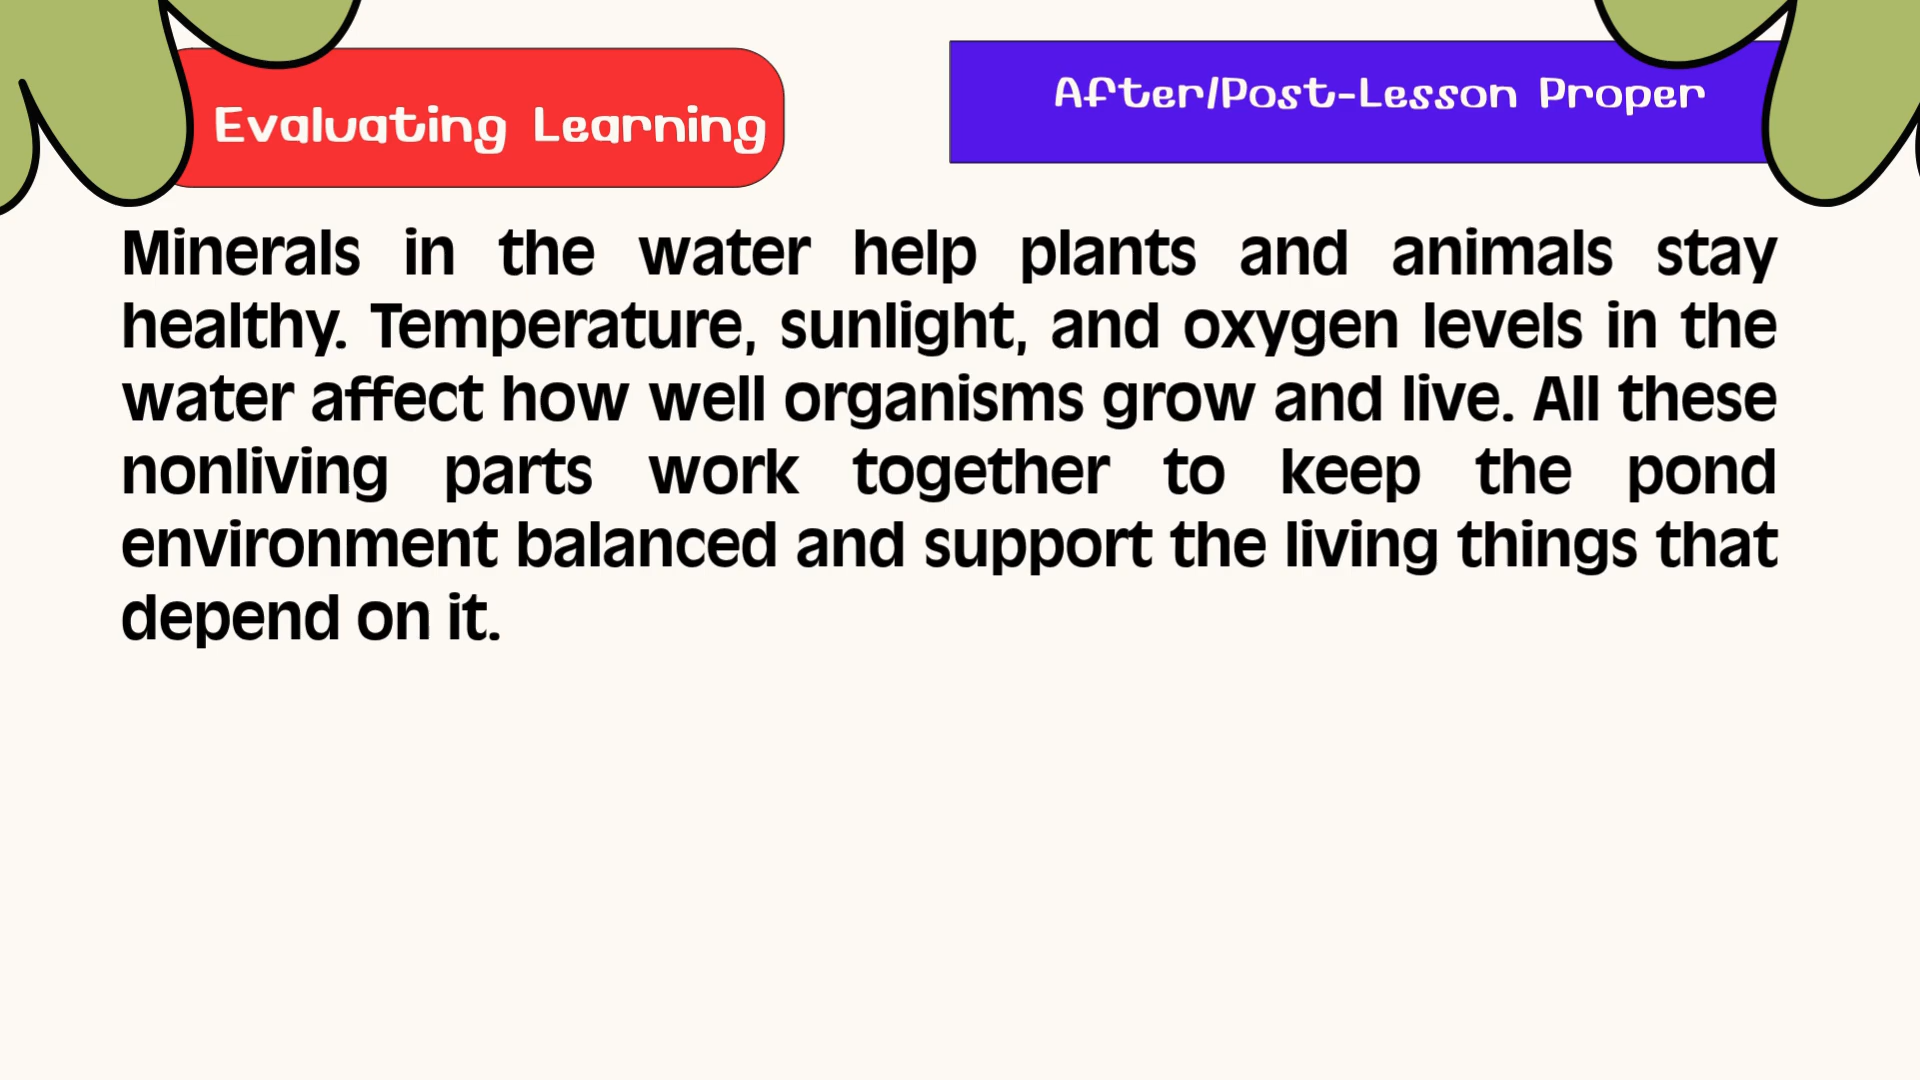 Evaluating Learning
After/Post-Lesson Proper
Minerals in the water help plants and animals stay
healthy. Temperature, sunlight, and oxygen levels in the
water affect how well organisms grow and live. All these
nonliving parts work together to keep the pond
environment balanced and support the living things that
depend on it.